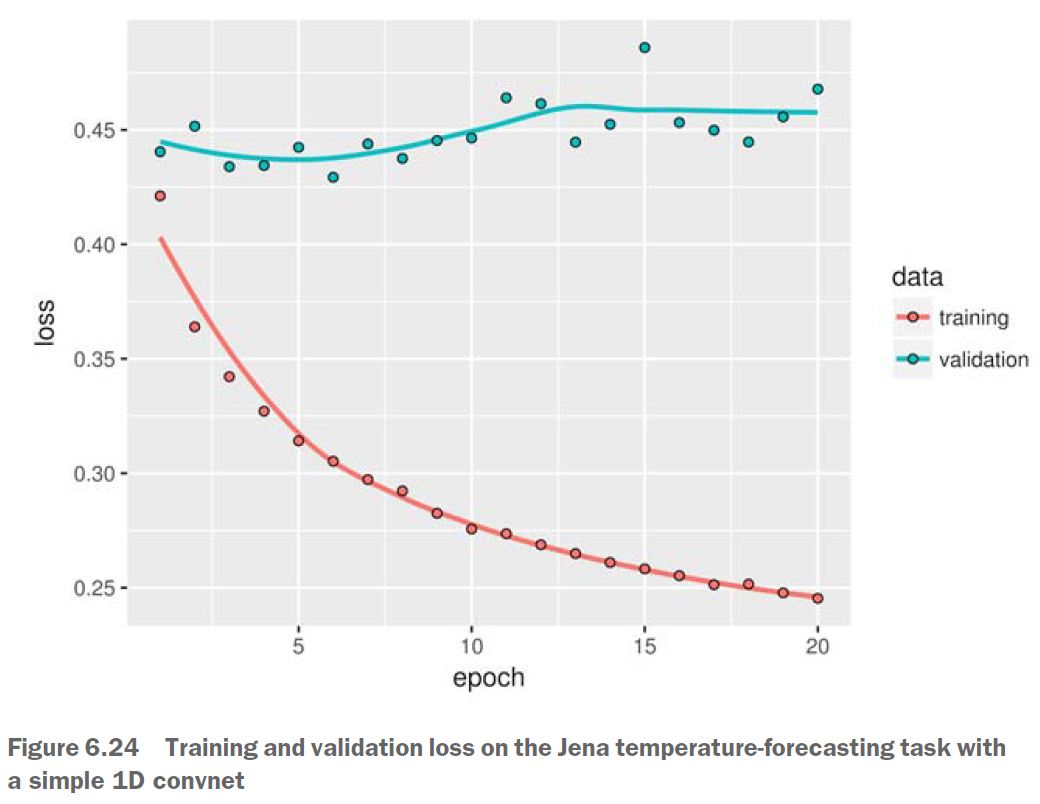 0.45
0.40
0.35
0.30
0.25
loss
5 10 15 20
epoch
data
training
validation
Figure 6.24 Training and validation loss on the Jena temperature-forecasting task with
a simple 1D convnet